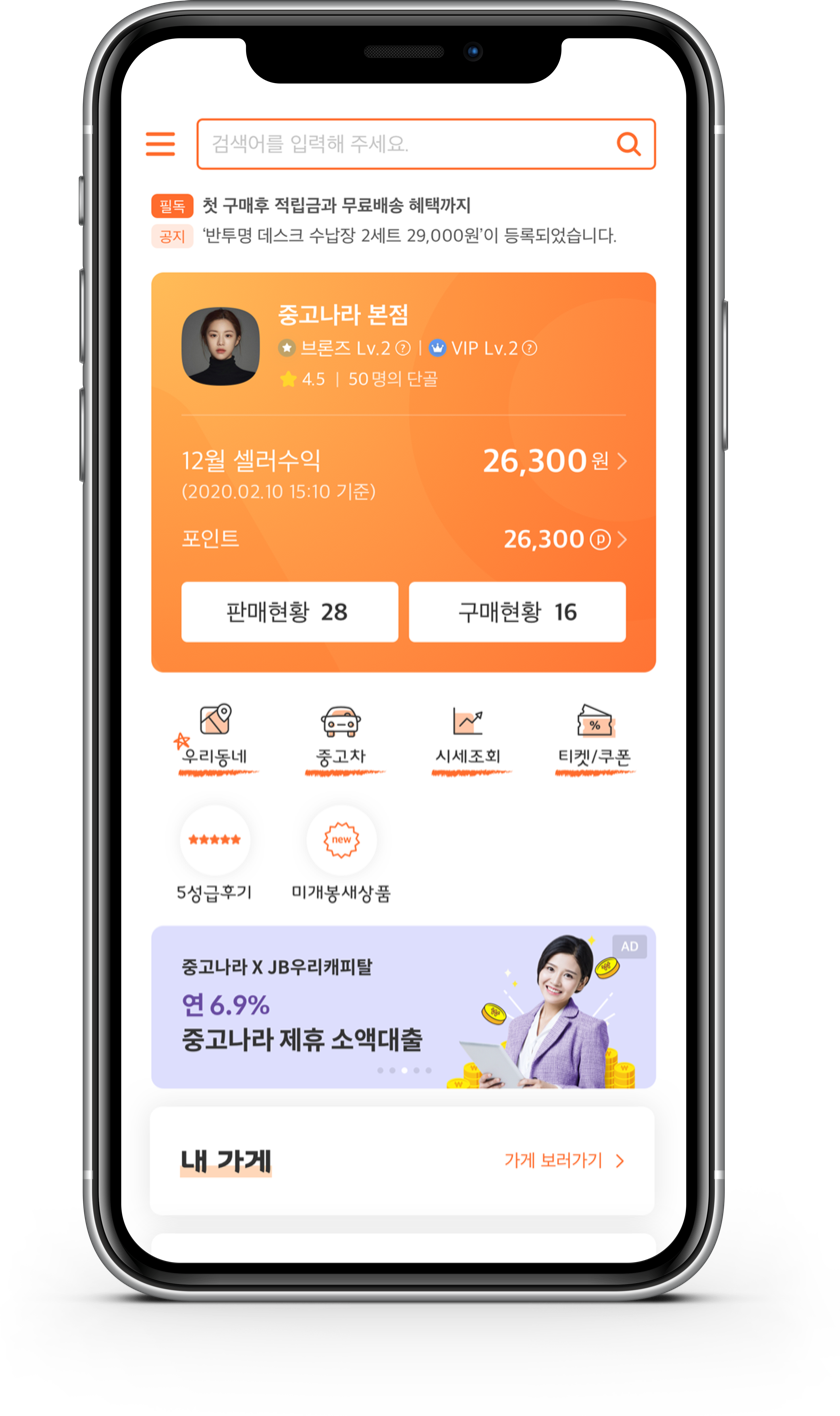 검색어를 입력해 주세요.
필독 첫 구매후 적립금과 무료배송 혜택까지
공지 ‘반투명 데스크 수납장 2세트 29,000원’이 등록되었습니다.
중고나라 본점
브론즈 Lv.2 ? | VIP Lv.2 ?
4.5 | 50명의 단골
12월 셀러수익 26,300 원
(2020.02.10 15:10 기준)
포인트 26,300 p
판매현황 28 구매현황 16
우리동네 중고차 시세조회 % 티켓/쿠폰
new
5성급후기 미개봉새상품
AD
중고나라 X JB우리캐피탈
연 6.9%
중고나라 제휴 소액대출
내 가게 가게 보러가기